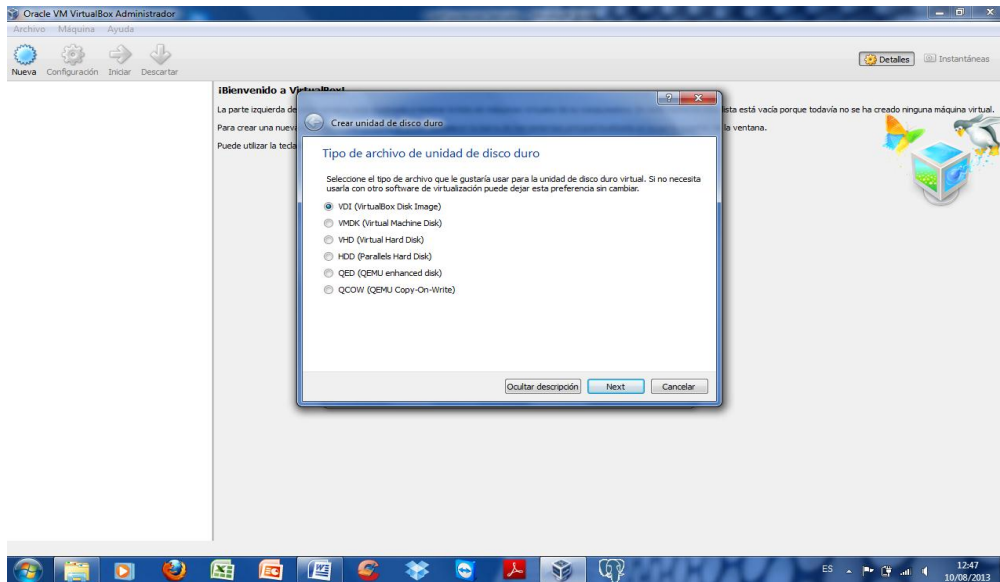 Oracle VM VirtualBox Administrador
Archivo Máquina Ayuda
Nueva Configuración Iniciar Descartar
Detalles Instantáneas
¡Bienvenido a VirtualBox!
La parte izquierda de
lista está vacía porque todavía no se ha creado ninguna máquina virtual.
Para crear una nueva
la ventana.
Puede utilizar la tecla
Crear unidad de disco duro
Tipo de archivo de unidad de disco duro
Seleccione el tipo de archivo que le gustaría usar para la unidad de disco duro virtual. Si no necesita
usarla con otro software de virtualización puede dejar esta preferencia sin cambiar.
VDI (VirtualBox Disk Image)
VMDK (Virtual Machine Disk)
VHD (Virtual Hard Disk)
HDD (Parallels Hard Disk)
QED (QEMU enhanced disk)
QCOW (QEMU Copy-On-Write)
Ocultar descripción Next Cancelar
ES
12:47
10/08/2013